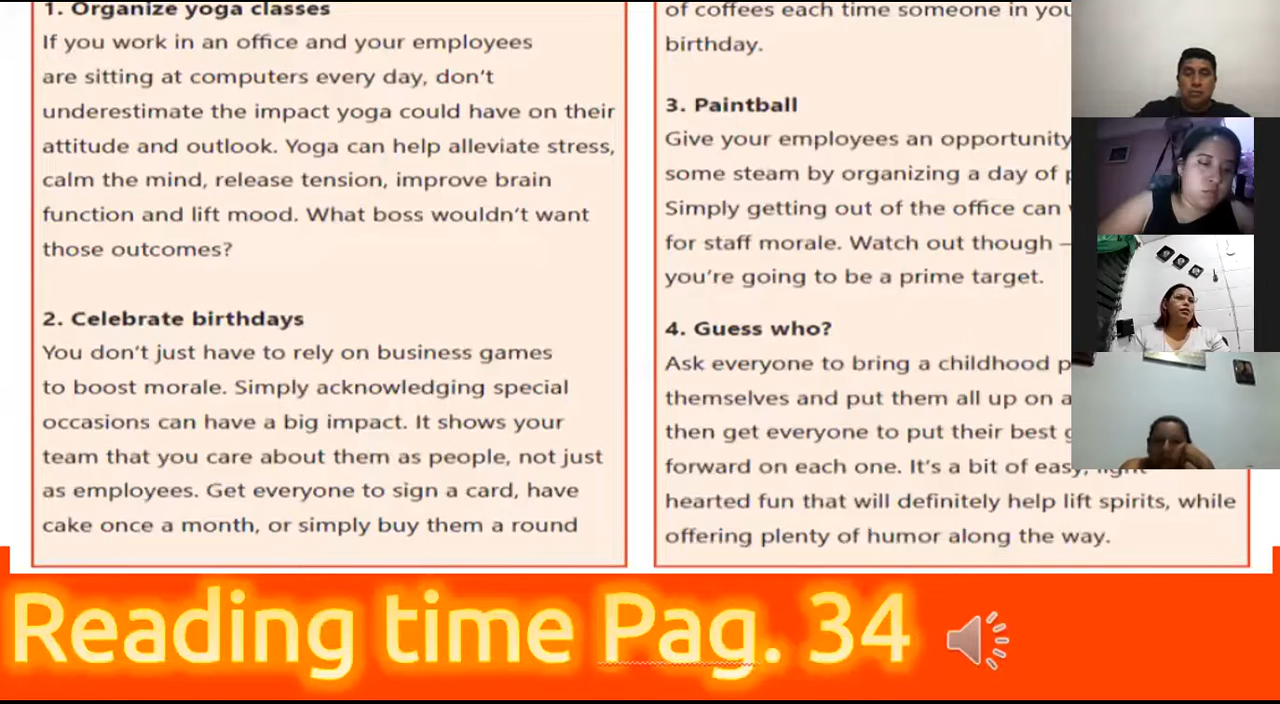 1. Organize yoga classes
If you work in an office and your employees
are sitting at computers every day, don't
underestimate the impact yoga could have on their
attitude and outlook. Yoga can help alleviate stress,
calm the mind, release tension, improve brain
function and lift mood. What boss wouldn't want
those outcomes?
2. Celebrate birthdays
You don't just have to rely on business games
to boost morale. Simply acknowledging special
occasions can have a big impact. It shows your
team that you care about them as people, not just
as employees. Get everyone to sign a card, have
cake once a month, or simply buy them a round
of coffees each time someone in
birthday.
3. Paintball
Give your employees an opportunity
some steam by organizing a day of
Simply getting out of the office can
for staff morale. Watch out though –
you're going to be a prime target.
4. Guess who?
Ask everyone to bring a childhood
themselves and put them all up on
then get everyone to put their best
forward on each one. It's a bit of easy,
hearted fun that will definitely help lift spirits, while
offering plenty of humor along the way.
Reading time Pag. 34